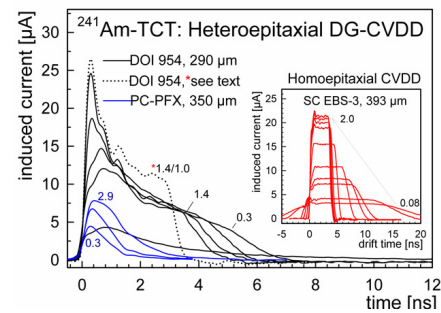 241Am-TCT: Heteroepitaxial DG-CVDD
DOI 954, 290 µm
DOI 954,*see text
PC-PFX, 350 µm
induced current [µA]
30
25
20
15
10
5
0
*1.4/1.0
1.4
0.3
2.9
0.3
0 2 4 6 8 10 12
time [ns]
Homoepitaxial CVDD
SC EBS-3, 393 µm
induced current [µA]
25
20
15
10
5
0
2.0
0.08
-5 0 5 10 15 20
drift time [ns]